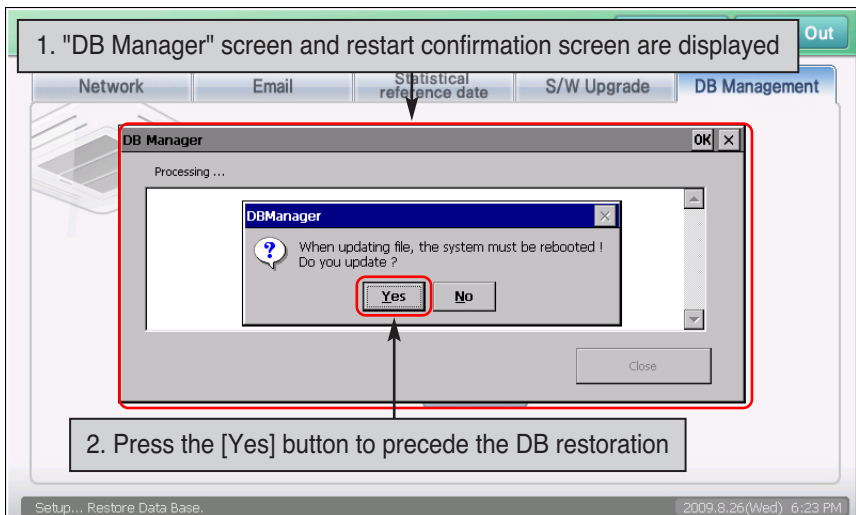 1. "DB Manager" screen and restart confirmation screen are displayed
Out
Network
Email
Statistical
reference date
S/W Upgrade
DB Management
DB Manager
OK
Processing ...
DBManager
When updating file, the system must be rebooted !
Do you update ?
Yes
No
Close
2. Press the [Yes] button to precede the DB restoration
Setup... Restore Data Base.
2009.8.26(Wed) 6:23 PM